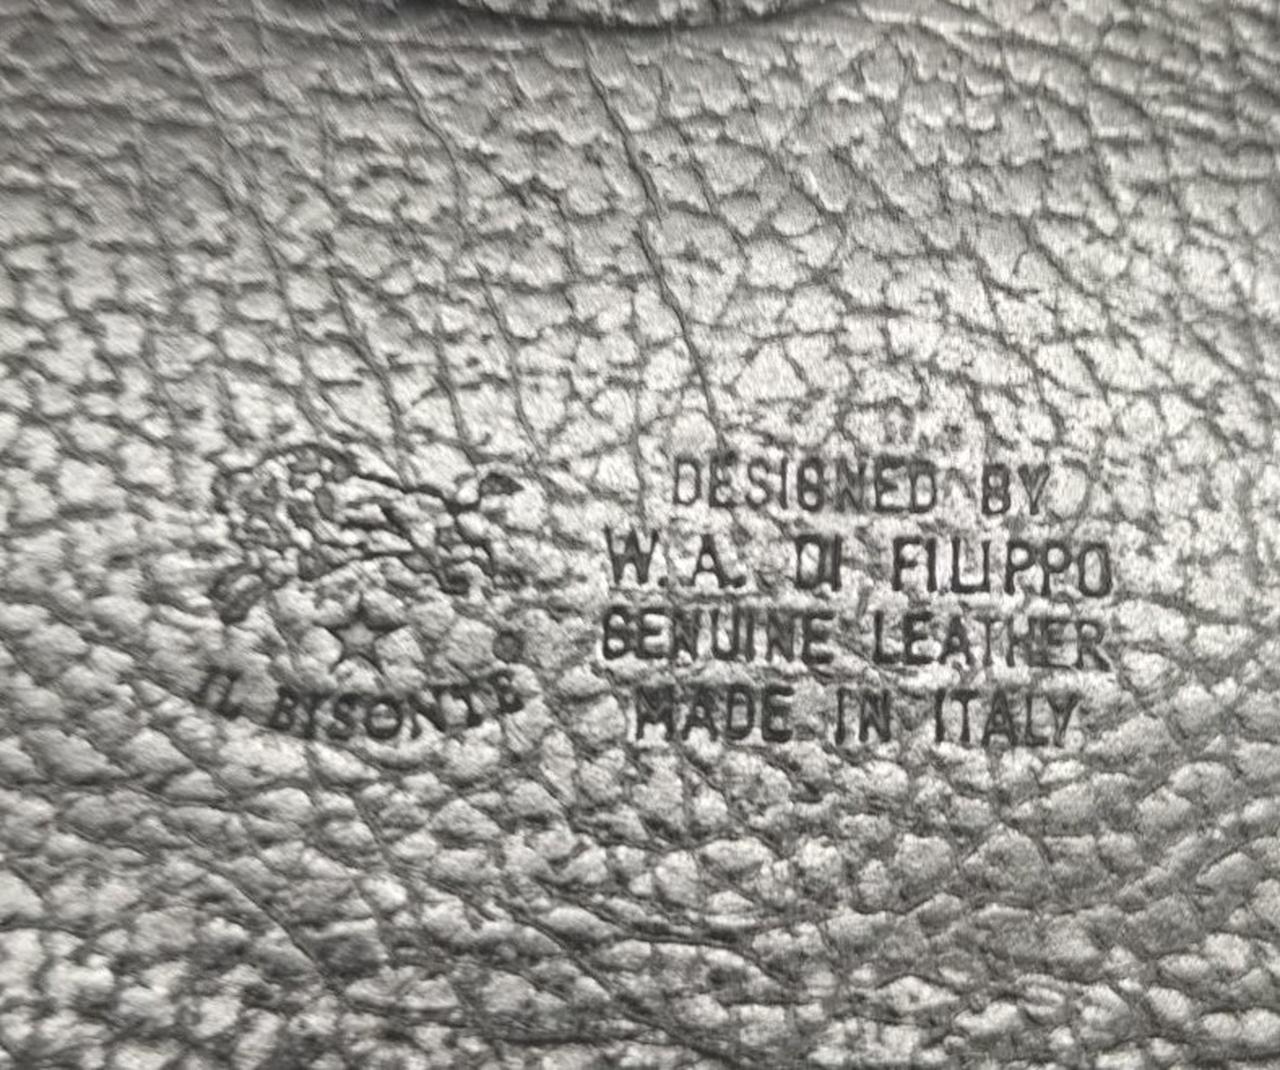 DESIGNED BY
W. A. DI FILIPPO
GENUINE LEATHER
MADE IN ITALY
IL BISONTE